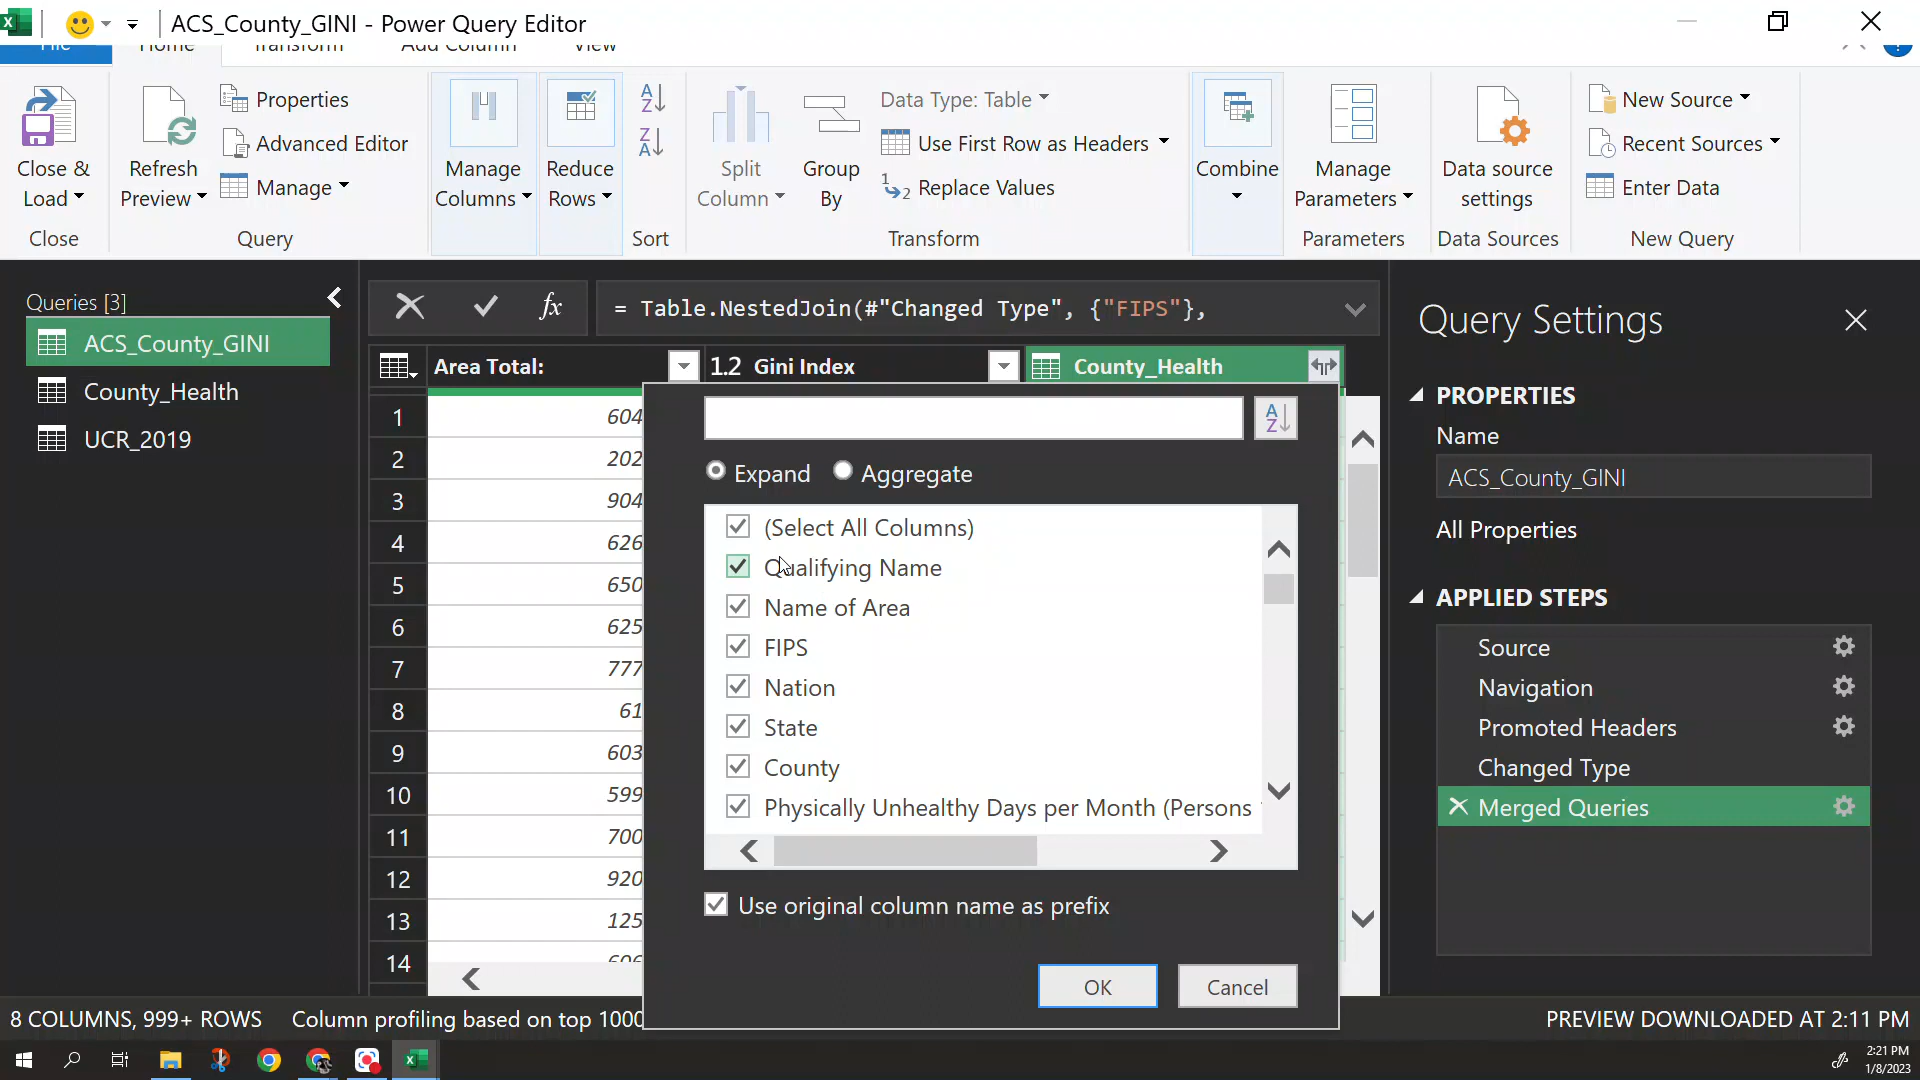 ACS_County_GINI - Power Query Editor
File Home Transform Add Column View
Close & Load
Close
Refresh Preview
Properties
Advanced Editor
Manage
Query
Manage Columns
Reduce Rows
Sort
Split Column
Group By
Data Type: Table
Use First Row as Headers
Replace Values
Transform
Combine
Manage Parameters
Parameters
Data source settings
Data Sources
New Source
Recent Sources
Enter Data
New Query
Queries [3]
ACS_County_GINI
County_Health
UCR_2019
fx
= Table.NestedJoin(#"Changed Type", {"FIPS"},
Area Total:
1.2 Gini Index
County_Health
1 604
2 202
3 904
4 626
5 650
6 625
7 777
8 61
9 603
10 599
11 700
12 920
13 125
14 606
Expand
Aggregate
(Select All Columns)
Qualifying Name
Name of Area
FIPS
Nation
State
County
Physically Unhealthy Days per Month (Persons
Use original column name as prefix
OK
Cancel
Query Settings
PROPERTIES
Name
ACS_County_GINI
All Properties
APPLIED STEPS
Source
Navigation
Promoted Headers
Changed Type
Merged Queries
8 COLUMNS, 999+ ROWS
Column profiling based on top 1000
PREVIEW DOWNLOADED AT 2:11 PM
2:21 PM
1/8/2023